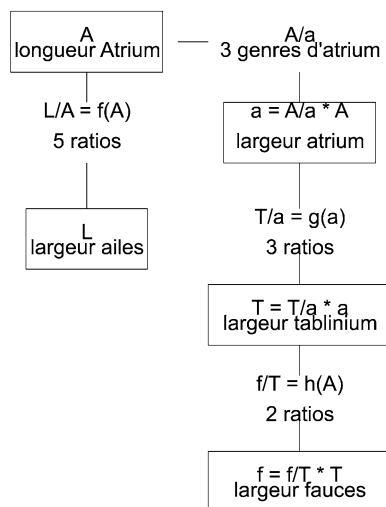 A
longueur Atrium
A/a
3 genres d'atrium
L/A = f(A)
5 ratios
a = A/a * A
largeur atrium
L
largeur ailes
T/a = g(a)
3 ratios
T = T/a * a
largeur tablinium
f/T = h(A)
2 ratios
f = f/T * T
largeur fauces